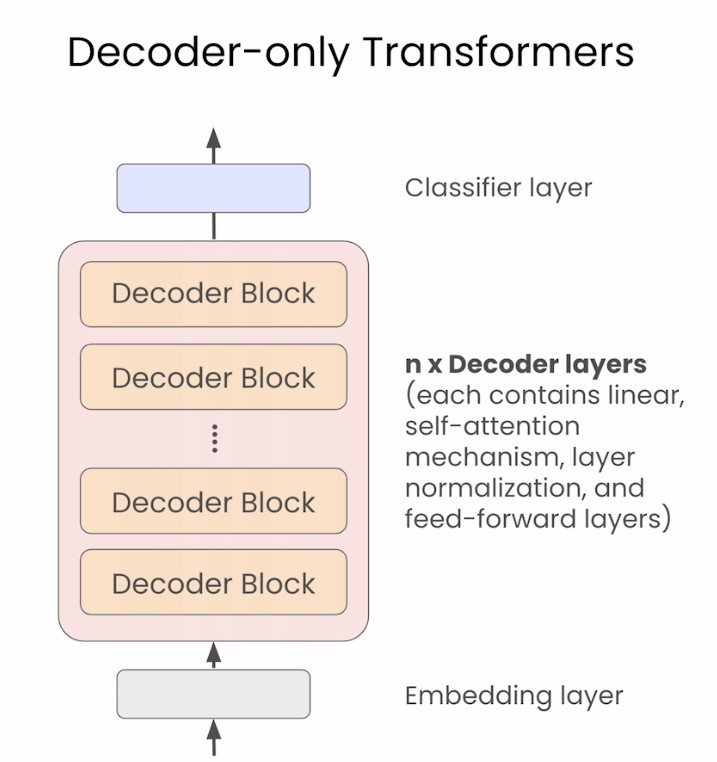 Decoder-only Transformers
Classifier layer
Decoder Block
Decoder Block
Decoder Block
Decoder Block
n x Decoder layers
(each contains linear,
self-attention
mechanism, layer
normalization, and
feed-forward layers)
Embedding layer